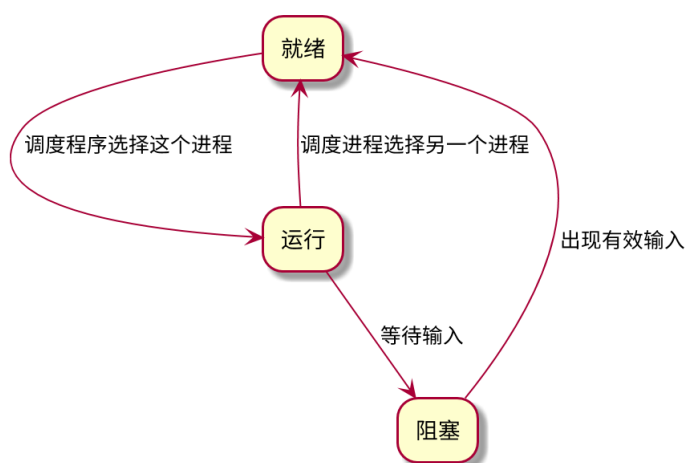 就绪
调度程序选择这个进程
调度进程选择另一个进程
运行
出现有效输入
等待输入
阻塞